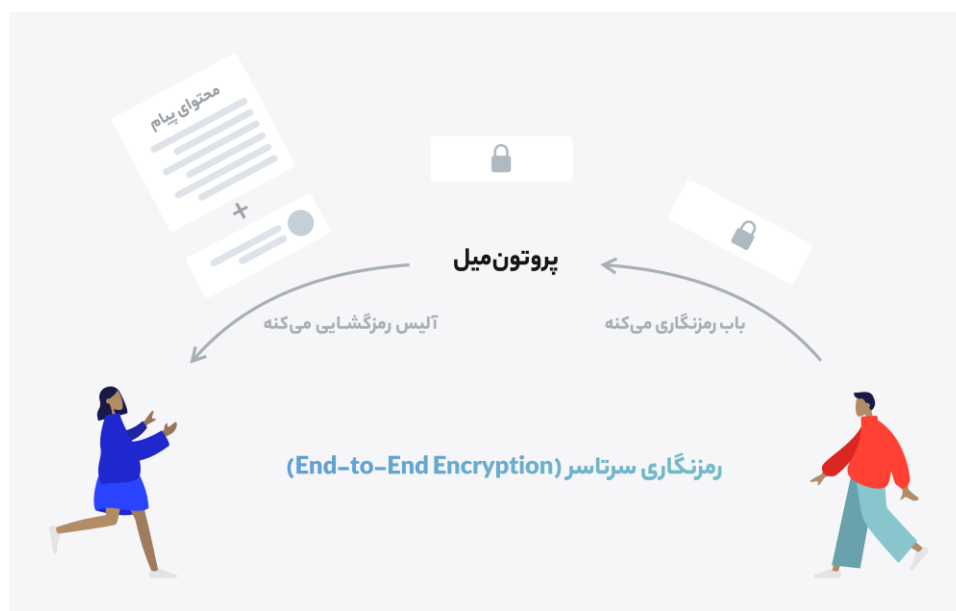 محتوای پیام
+
پروتون‌میل
باب رمزنگاری می‌کنه
آلیس رمزگشایی می‌کنه
رمزنگاری سرتاسر (End-to-End Encryption)